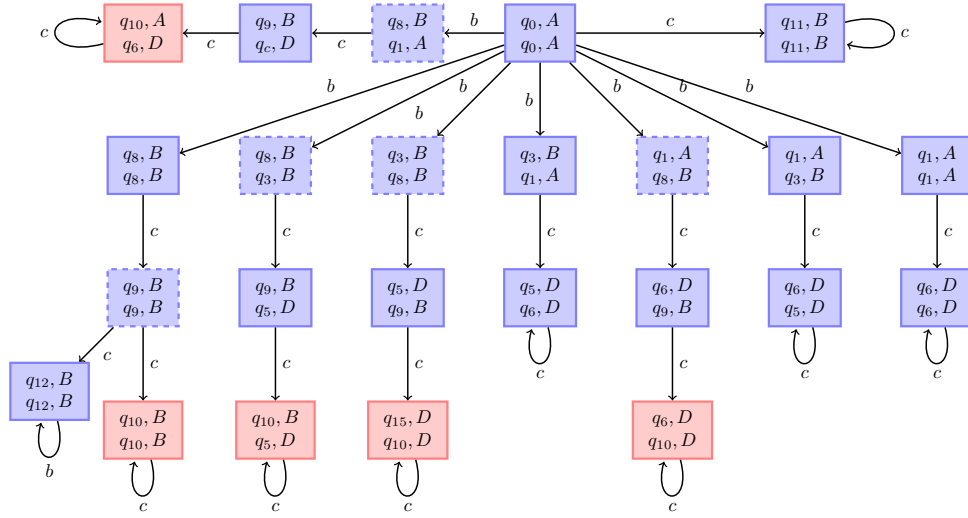 q10, A
q6, D
q9, B
qc, D
q8, B
q1, A
q0, A
q0, A
q11, B
q11, B
c
c
c
b
c
c
b
b
b
b
b
b
b
q8, B
q8, B
q8, B
q3, B
q3, B
q8, B
q3, B
q1, A
q1, A
q8, B
q1, A
q3, B
q1, A
q1, A
c
c
c
c
c
c
c
q9, B
q9, B
q9, B
q5, D
q5, D
q9, B
q5, D
q6, D
q6, D
q9, B
q6, D
q5, D
q6, D
q6, D
c
c
c
c
c
c
c
c
q12, B
q12, B
q10, B
q10, B
q10, B
q5, D
q15, D
q10, D
q6, D
q10, D
b
c
c
c
c